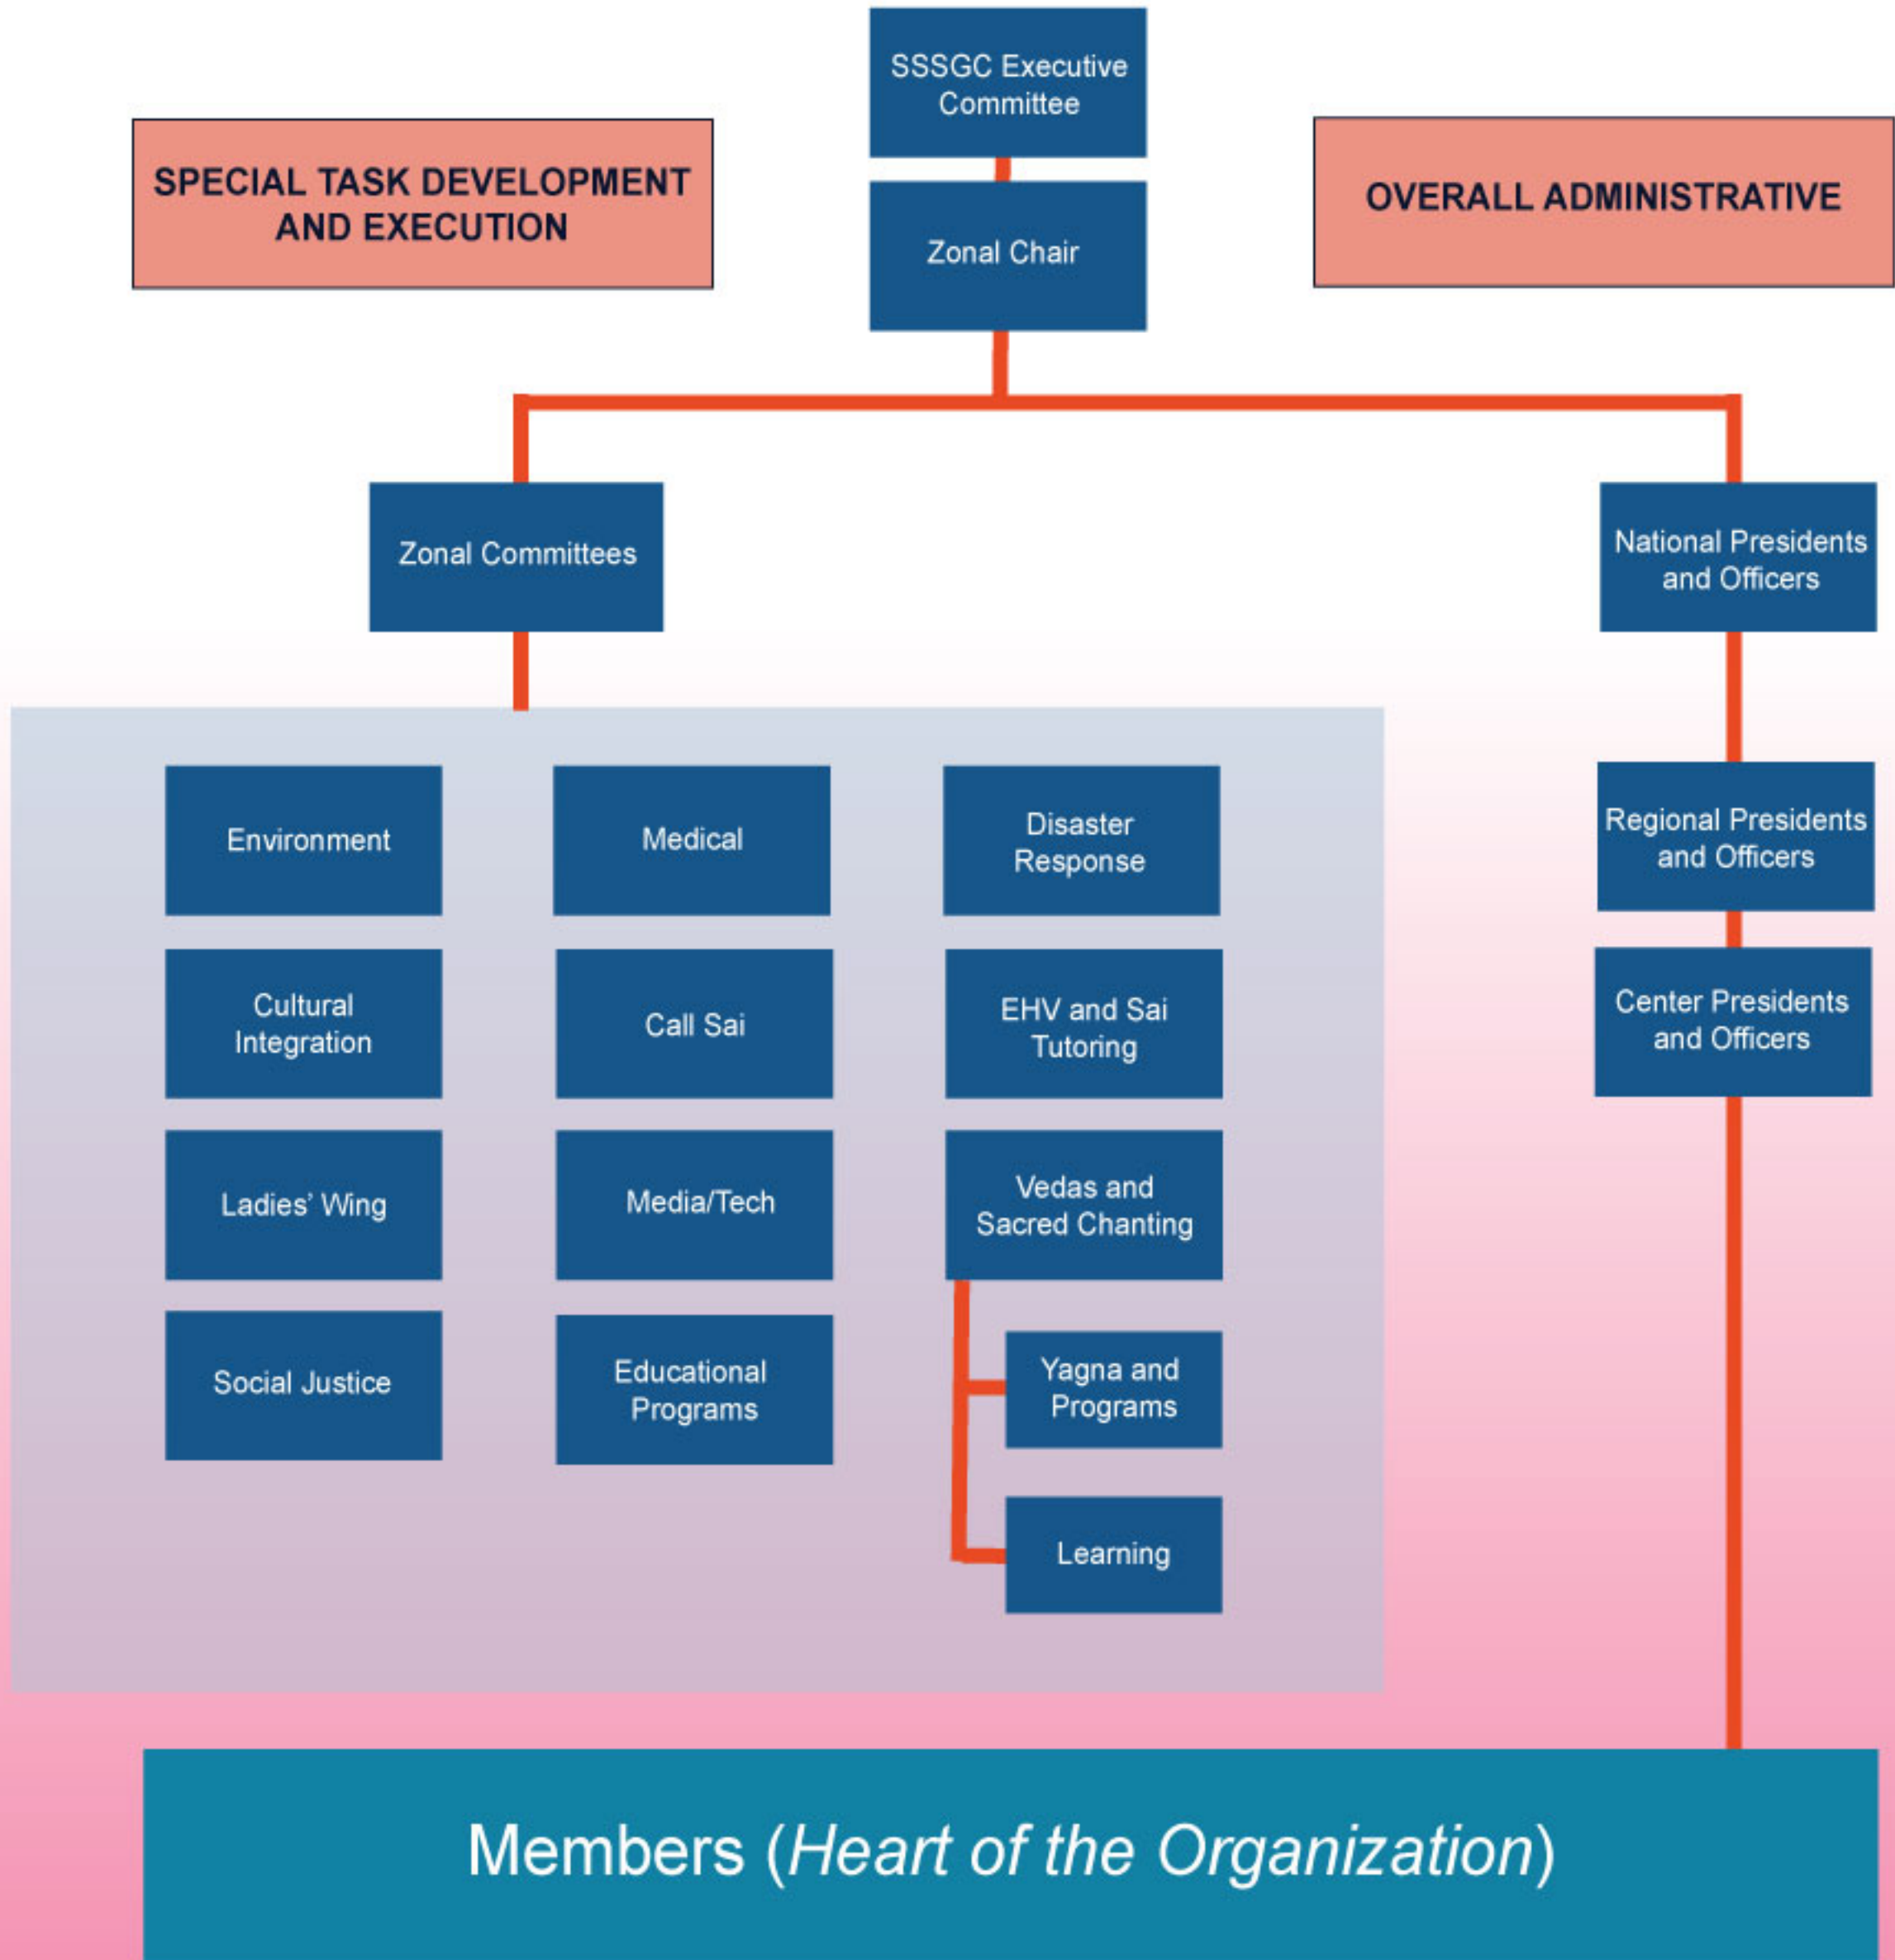 SSSGC Executive
Committee
SPECIAL TASK DEVELOPMENT
AND EXECUTION
OVERALL ADMINISTRATIVE
Zonal Chair
Zonal Committees
National Presidents
and Officers
Environment
Medical
Disaster
Response
Regional Presidents
and Officers
Cultural
Integration
Call Sai
EHV and Sai
Tutoring
Center Presidents
and Officers
Ladies’ Wing
Media/Tech
Vedas and
Sacred Chanting
Social Justice
Educational
Programs
Yagna and
Programs
Learning
Members (Heart of the Organization)